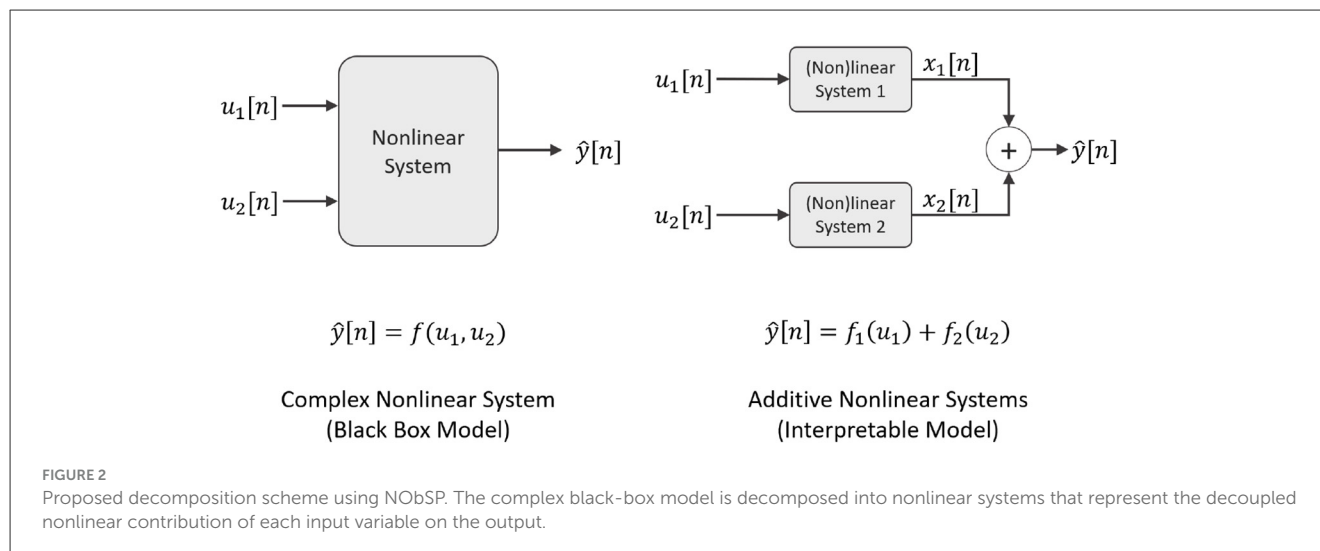 u₁[n]
u₂[n]
Nonlinear
System
ŷ[n]
ŷ[n] = f(u₁, u₂)
Complex Nonlinear System
(Black Box Model)
u₁[n]
(Non)linear
System 1
x₁[n]
u₂[n]
(Non)linear
System 2
x₂[n]
+
ŷ[n]
ŷ[n] = f₁(u₁) + f₂(u₂)
Additive Nonlinear Systems
(Interpretable Model)
FIGURE 2
Proposed decomposition scheme using NObSP. The complex black-box model is decomposed into nonlinear systems that represent the decoupled
nonlinear contribution of each input variable on the output.